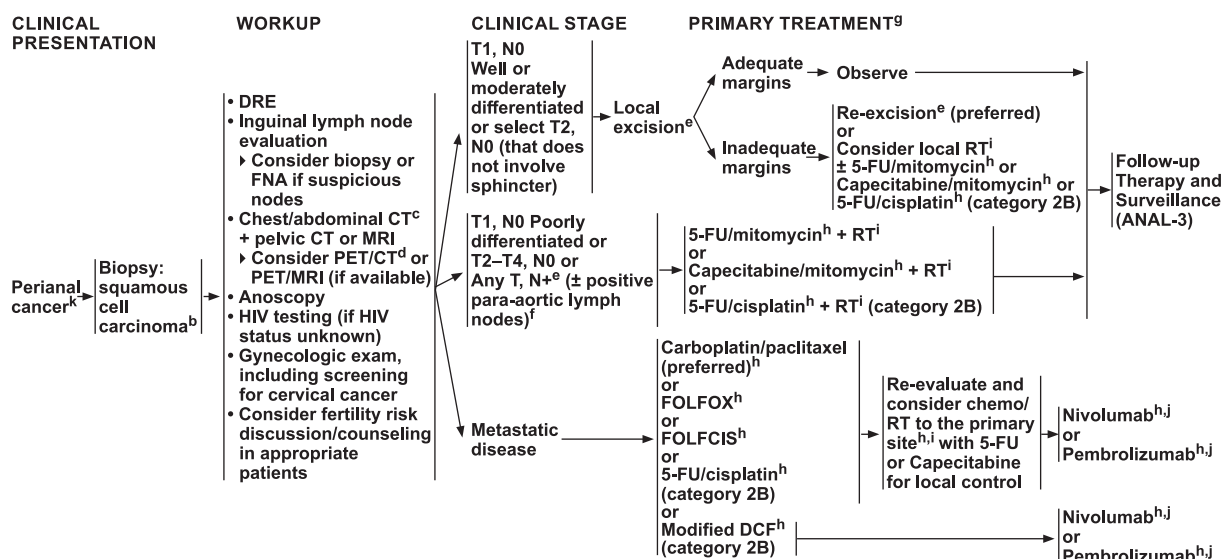 CLINICAL
PRESENTATION
WORKUP
CLINICAL STAGE
PRIMARY TREATMENTg
Perianal
cancerk
Biopsy:
squamous
cell
carcinomab
• DRE
• Inguinal lymph node
evaluation
▸ Consider biopsy or
FNA if suspicious
nodes
• Chest/abdominal CTc
+ pelvic CT or MRI
▸ Consider PET/CTd or
PET/MRI (if available)
• Anoscopy
• HIV testing (if HIV
status unknown)
• Gynecologic exam,
including screening
for cervical cancer
• Consider fertility risk
discussion/counseling
in appropriate
patients
T1, N0
Well or
moderately
differentiated
or select T2,
N0 (that does
not involve
sphincter)
Local
excisione
Adequate
margins
Observe
Inadequate
margins
Re-excisione (preferred)
or
Consider local RTi
± 5-FU/mitomycinh or
Capecitabine/mitomycinh or
5-FU/cisplatinh (category 2B)
Follow-up
Therapy and
Surveillance
(ANAL-3)
T1, N0 Poorly
differentiated or
T2–T4, N0 or
Any T, N+e (± positive
para-aortic lymph
nodes)f
5-FU/mitomycinh + RTi
or
Capecitabine/mitomycinh + RTi
or
5-FU/cisplatinh + RTi (category 2B)
Metastatic
disease
Carboplatin/paclitaxel
(preferred)h
or
FOLFOXh
or
FOLFCISh
or
5-FU/cisplatinh
(category 2B)
or
Modified DCFh
(category 2B)
Re-evaluate and
consider chemo/
RT to the primary
siteh,i with 5-FU
or Capecitabine
for local control
Nivolumabh,j
or
Pembrolizumabh,j
Nivolumabh,j
or
Pembrolizumabh,j